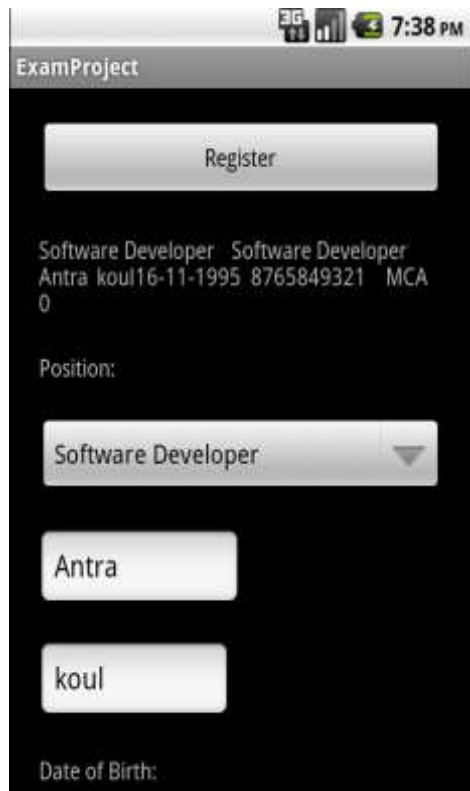 3G 7:38 PM
ExamProject
Register
Software Developer Software Developer
Antra koul16-11-1995 8765849321 MCA
0
Position:
Software Developer
Antra
koul
Date of Birth: